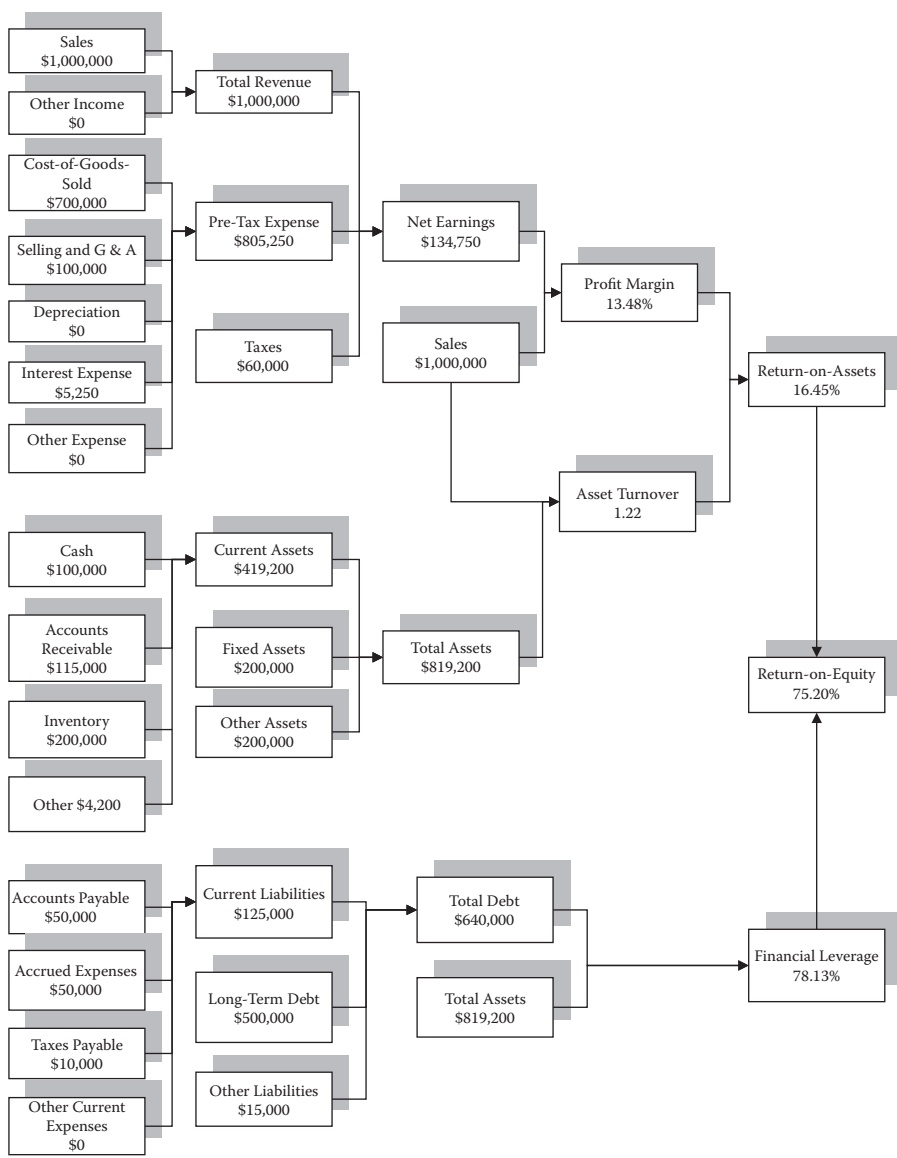 Sales
$1,000,000
Other Income
$0
Total Revenue
$1,000,000
Cost-of-Goods-
Sold
$700,000
Selling and G & A
$100,000
Depreciation
$0
Interest Expense
$5,250
Other Expense
$0
Pre-Tax Expense
$805,250
Taxes
$60,000
Net Earnings
$134,750
Sales
$1,000,000
Profit Margin
13.48%
Asset Turnover
1.22
Return-on-Assets
16.45%
Cash
$100,000
Accounts
Receivable
$115,000
Inventory
$200,000
Other $4,200
Current Assets
$419,200
Fixed Assets
$200,000
Other Assets
$200,000
Total Assets
$819,200
Return-on-Equity
75.20%
Accounts Payable
$50,000
Accrued Expenses
$50,000
Taxes Payable
$10,000
Other Current
Expenses
$0
Current Liabilities
$125,000
Long-Term Debt
$500,000
Other Liabilities
$15,000
Total Debt
$640,000
Total Assets
$819,200
Financial Leverage
78.13%